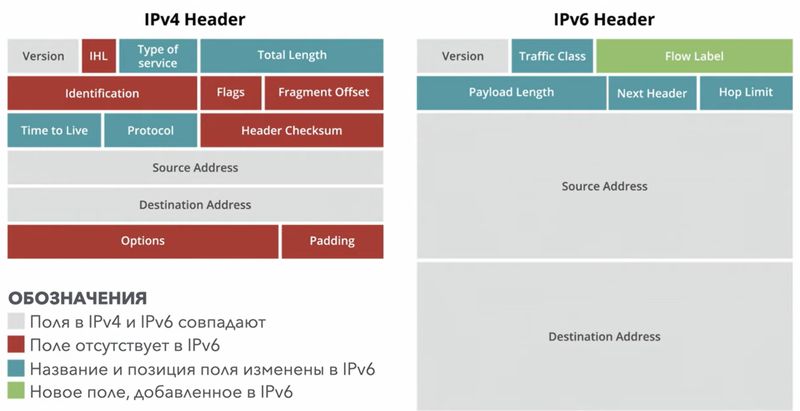 IPv4 Header
Version IHL Type of service Total Length
Identification Flags Fragment Offset
Time to Live Protocol Header Checksum
Source Address
Destination Address
Options Padding
ОБОЗНАЧЕНИЯ
Поля в IPv4 и IPv6 совпадают
Поле отсутствует в IPv6
Название и позиция поля изменены в IPv6
Новое поле, добавленное в IPv6
IPv6 Header
Version Traffic Class Flow Label
Payload Length Next Header Hop Limit
Source Address
Destination Address